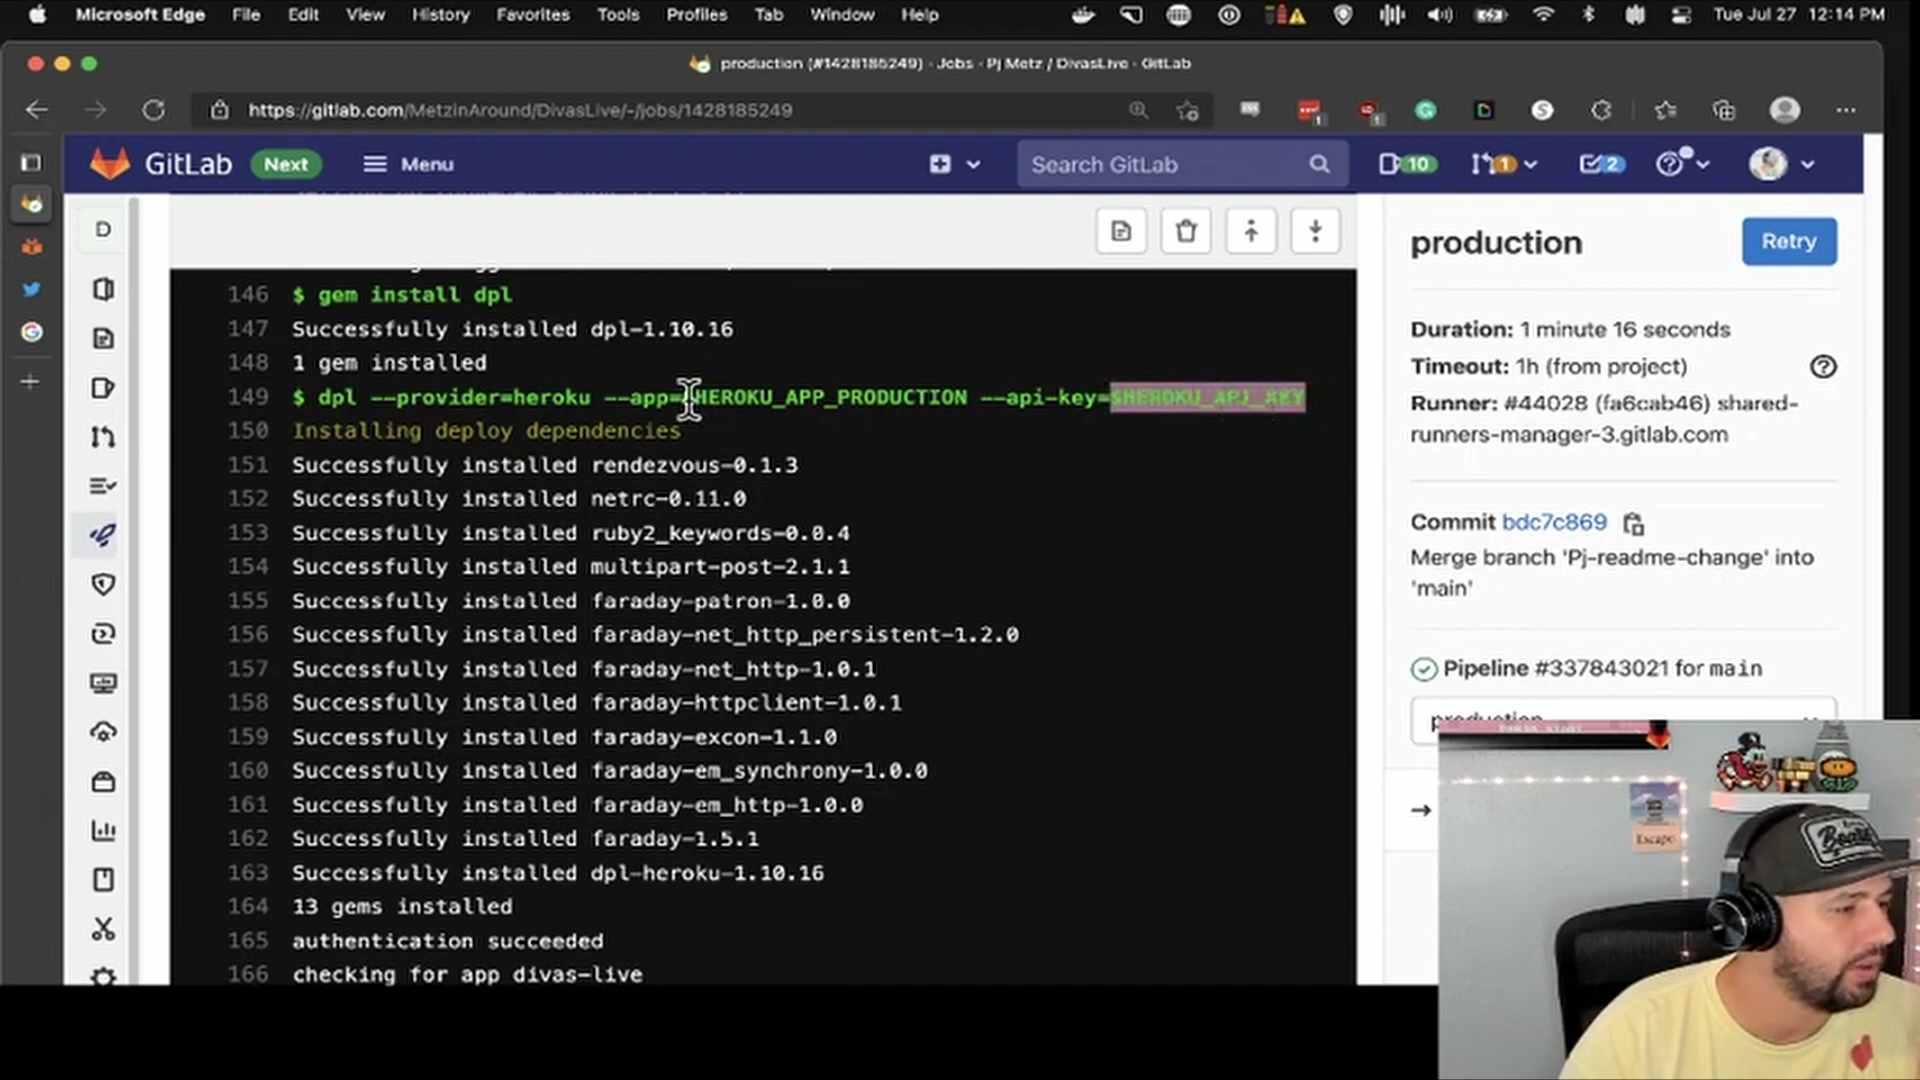 Microsoft Edge File Edit View History Favorites Tools Profiles Tab Window Help Tue Jul 27 12:14 PM
production (#1428185249) · Jobs · Pj Metz / DivasLive · GitLab
https://gitlab.com/MetzinAround/DivasLive/-/jobs/1428185249
GitLab Next Menu Search GitLab 10 1 2
D
production
Retry
146 $ gem install dpl
147 Successfully installed dpl-1.10.16
148 1 gem installed
149 $ dpl --provider=heroku --app=$HEROKU_APP_PRODUCTION --api-key=$HEROKU_API_KEY
150 Installing deploy dependencies
151 Successfully installed rendezvous-0.1.3
152 Successfully installed netrc-0.11.0
153 Successfully installed ruby2_keywords-0.0.4
154 Successfully installed multipart-post-2.1.1
155 Successfully installed faraday-patron-1.0.0
156 Successfully installed faraday-net_http_persistent-1.2.0
157 Successfully installed faraday-net_http-1.0.1
158 Successfully installed faraday-httpclient-1.0.1
159 Successfully installed faraday-excon-1.1.0
160 Successfully installed faraday-em_synchrony-1.0.0
161 Successfully installed faraday-em_http-1.0.0
162 Successfully installed faraday-1.5.1
163 Successfully installed dpl-heroku-1.10.16
164 13 gems installed
165 authentication succeeded
166 checking for app divas-live
Duration: 1 minute 16 seconds
Timeout: 1h (from project)
Runner: #44028 (fa6cab46) shared-
runners-manager-3.gitlab.com
Commit bdc7c869
Merge branch 'Pj-readme-change' into
'main'
Pipeline #337843021 for main
production
Escape